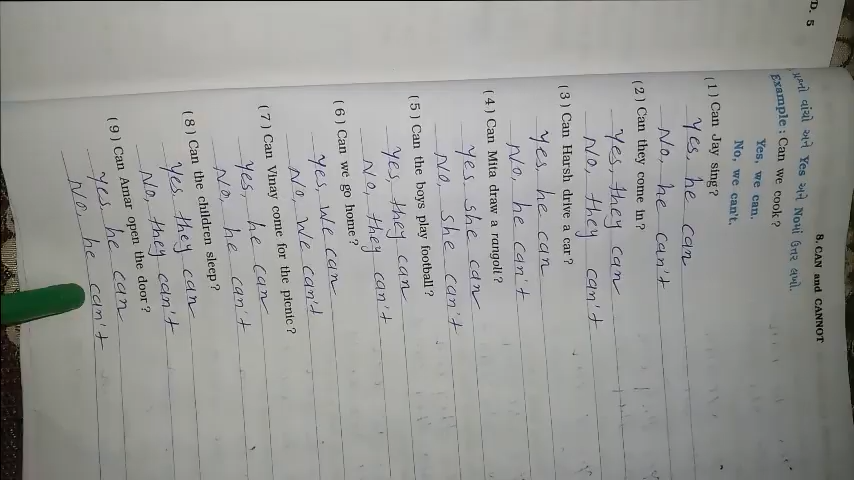 D. 5
8. CAN and CANNOT
પ્રશ્નો વાંચો અને Yes અને Noમાં ઉત્તર લખો.
Example : Can we cook?
Yes, we can.
No, we can't.
(1) Can Jay sing?
Yes, he can
No, he can't
(2) Can they come in?
Yes, they can
No, they can't
(3) Can Harsh drive a car?
Yes, he can
No, he can't
(4) Can Mita draw a rangoli?
Yes, she can
No, she can't
(5) Can the boys play football?
Yes, they can
No, they can't
(6) Can we go home?
Yes, we can
No, we can't
(7) Can Vinay come for the picnic?
Yes, he can
No, he can't
(8) Can the children sleep?
Yes, they can
No, they can't
(9) Can Amar open the door?
Yes, he can
No, he can't